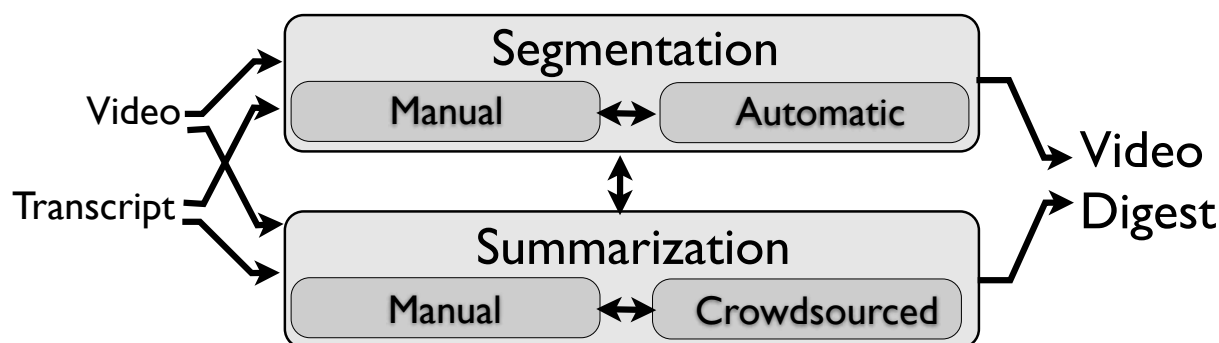 Segmentation
Manual
Automatic
Video
Transcript
Summarization
Manual
Crowdsourced
Video
Digest